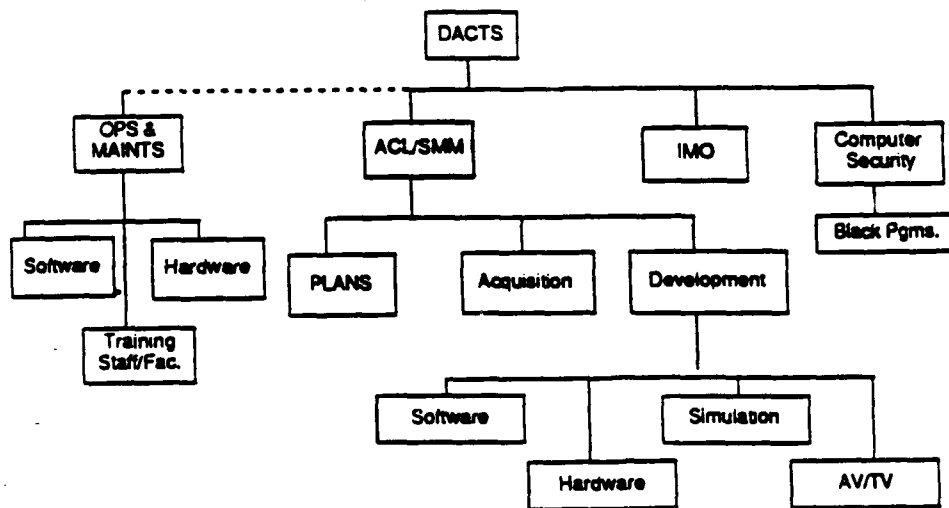 DACTS
OPS &
MAINTS
ACL/SMM
IMO
Computer
Security
Black Pgms.
Software
Hardware
PLANS
Acquisition
Development
Training
Staff/Fac.
Software
Simulation
Hardware
AV/TV